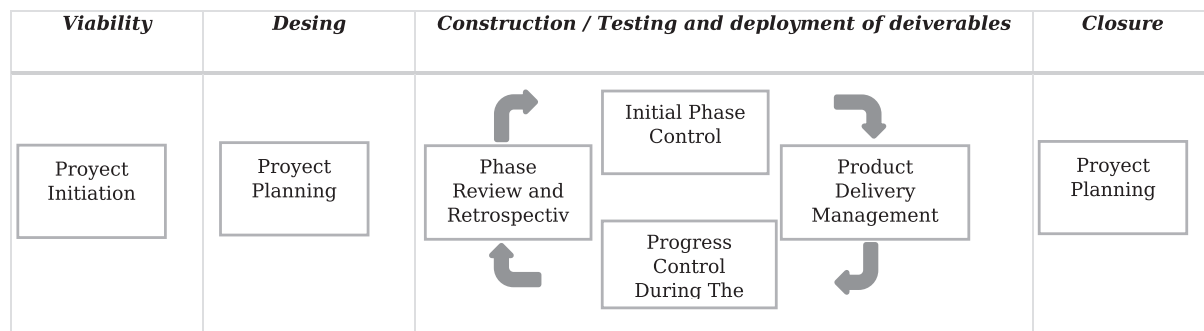 Viability
Desing
Construction / Testing and deployment of deiverables
Closure
Proyect
Initiation
Proyect
Planning
Phase
Review and
Retrospectiv
Initial Phase
Control
Progress
Control
During The
Product
Delivery
Management
Proyect
Planning